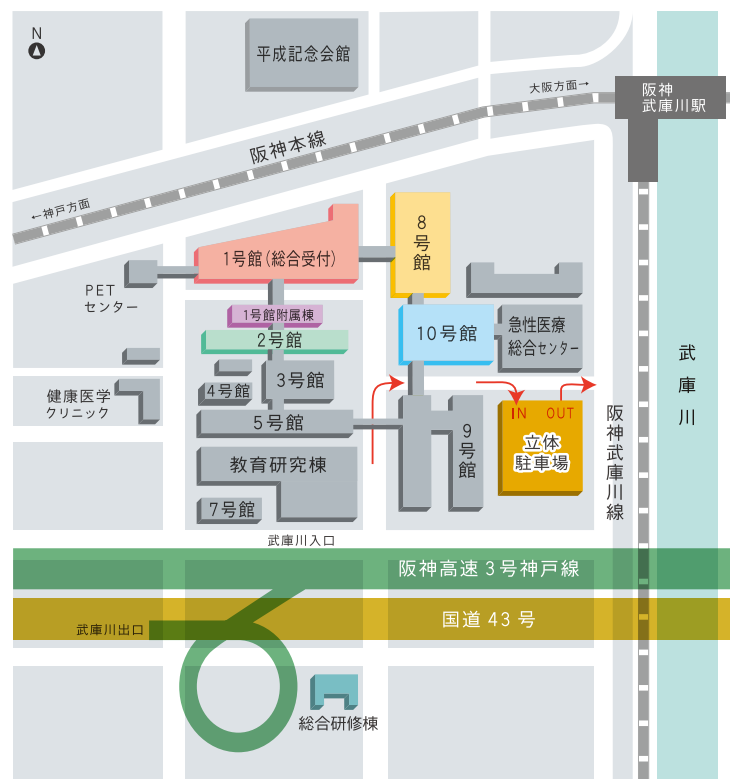 N
平成記念会館
大阪方面→
阪神
武庫川駅
阪神本線
←神戸方面
8号館
1号館(総合受付)
PET
センター
1号館附属棟
2号館
10号館
急性医療
総合センター
3号館
4号館
健康医学
クリニック
5号館
9号館
IN
OUT
立体
駐車場
武庫川
阪神武庫川線
教育研究棟
7号館
武庫川入口
阪神高速3号神戸線
国道43号
武庫川出口
総合研修棟